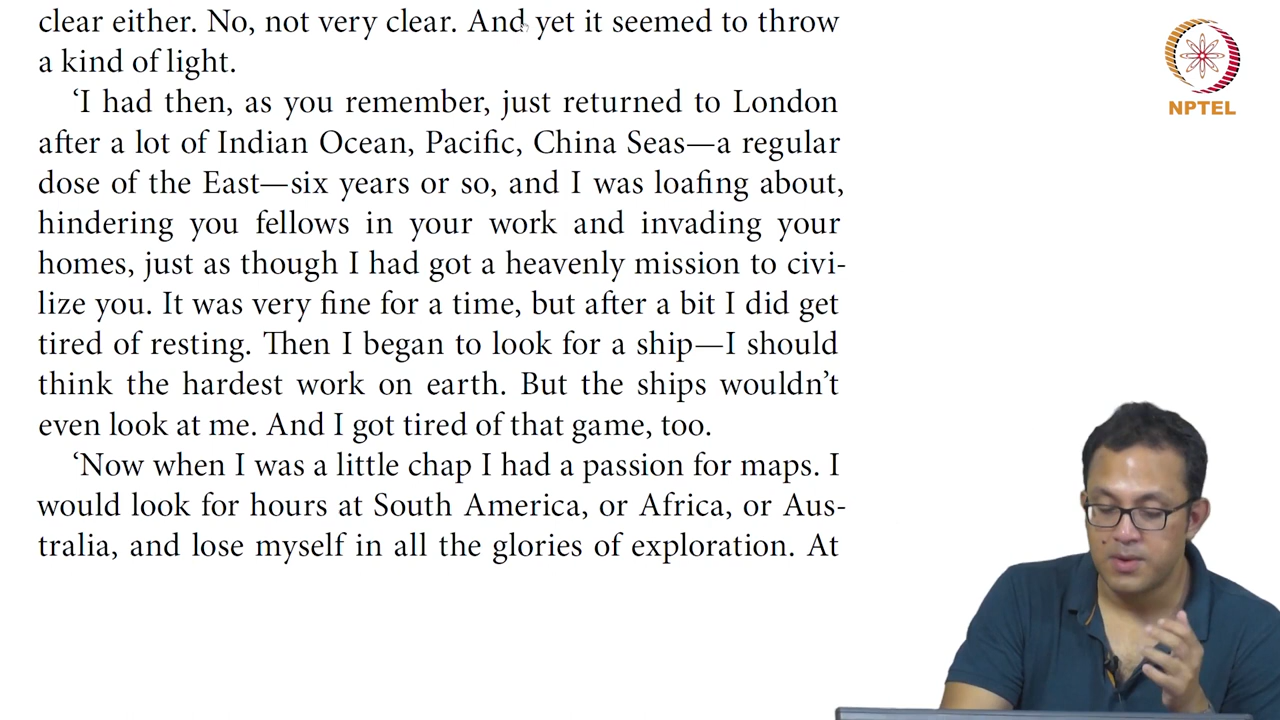 clear either. No, not very clear. And yet it seemed to throw
a kind of light.
‘I had then, as you remember, just returned to London
after a lot of Indian Ocean, Pacific, China Seas—a regular
dose of the East—six years or so, and I was loafing about,
hindering you fellows in your work and invading your
homes, just as though I had got a heavenly mission to civi-
lize you. It was very fine for a time, but after a bit I did get
tired of resting. Then I began to look for a ship—I should
think the hardest work on earth. But the ships wouldn’t
even look at me. And I got tired of that game, too.
‘Now when I was a little chap I had a passion for maps. I
would look for hours at South America, or Africa, or Aus-
tralia, and lose myself in all the glories of exploration. At
NPTEL